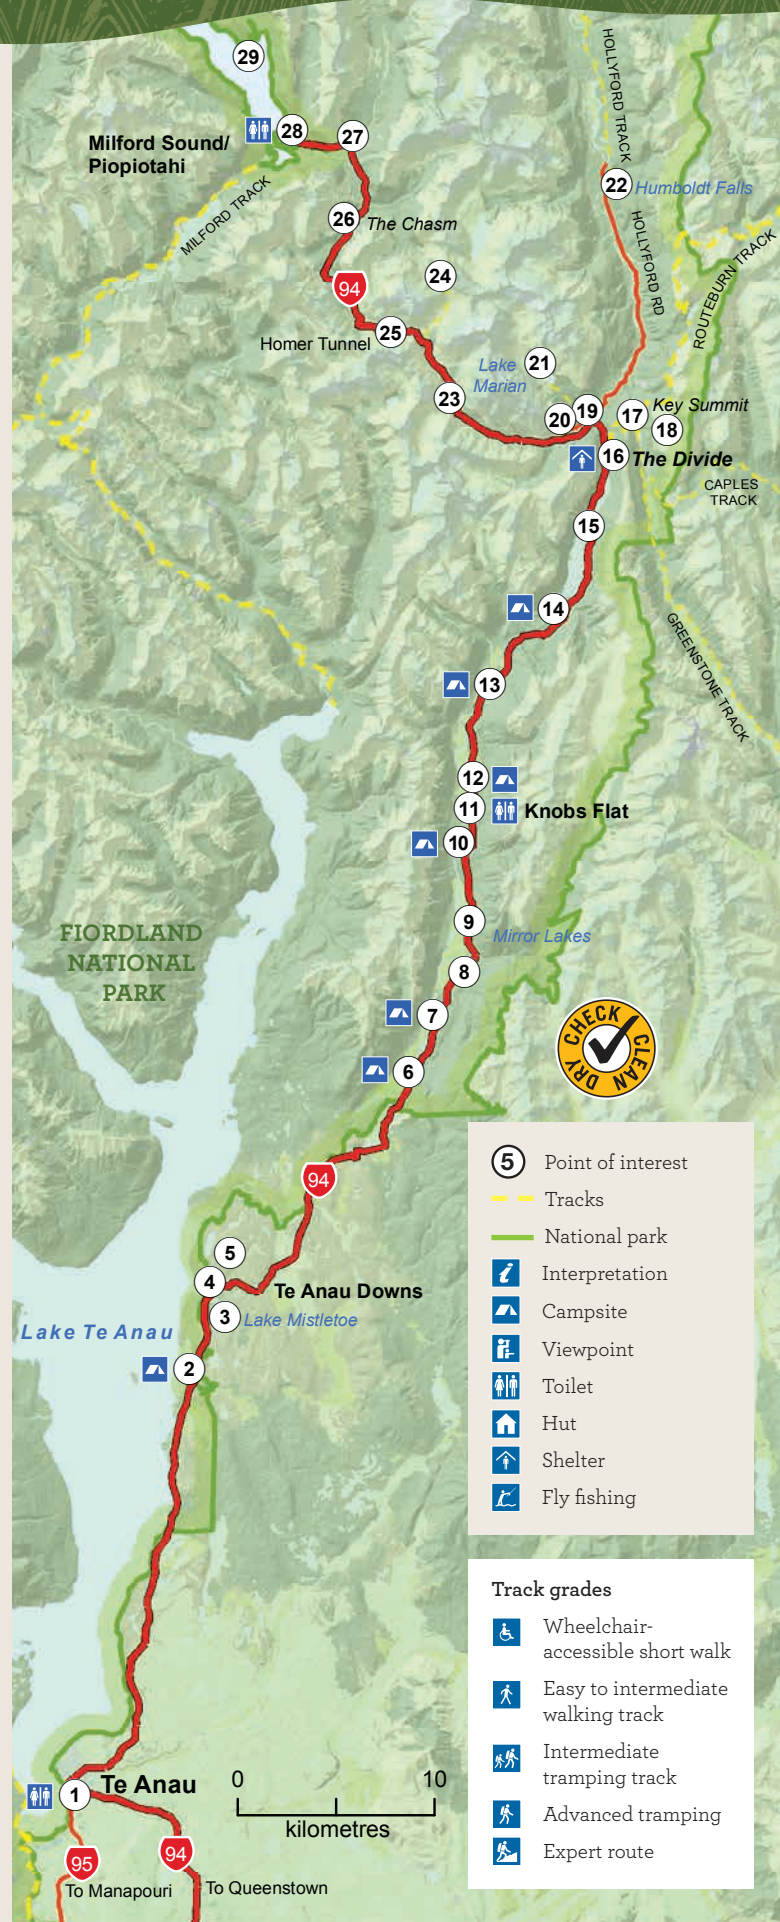 29
HOLLYFORD TRACK
28
27
Milford Sound/
Piopiotahi
22
Humboldt Falls
MILFORD TRACK
26
The Chasm
HOLLYFORD RD
ROUTEBURN TRACK
24
94
25
Homer Tunnel
Lake
Marian
21
23
20
19
17
Key Summit
18
16
The Divide
CAPLES
TRACK
15
14
GREENSTONE TRACK
13
12
11
Knobs Flat
10
9
Mirror Lakes
FIORDLAND
NATIONAL
PARK
8
7
CHECK
CLEAN
DRY
6
94
5
4
Te Anau Downs
3
Lake Mistletoe
Lake Te Anau
2
5
Point of interest
Tracks
National park
Interpretation
Campsite
Viewpoint
Toilet
Hut
Shelter
Fly fishing
Track grades
Wheelchair-
accessible short walk
Easy to intermediate
walking track
Intermediate
tramping track
Advanced tramping
Expert route
1
Te Anau
0
10
kilometres
95
94
To Manapouri
To Queenstown